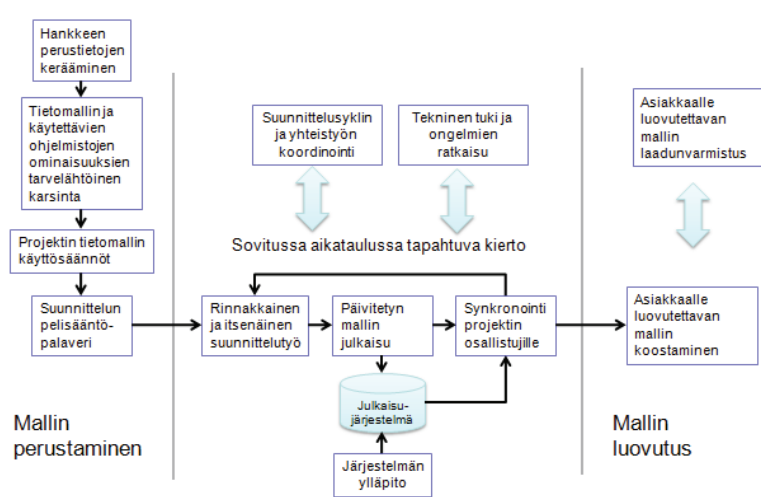 Hankkeen
perustietojen
kerääminen
Tietomallin ja
käytettävien
ohjelmistojen
ominaisuuksien
tarvelähtöinen
karsinta
Projektin tietomallin
käyttösäännöt
Suunnittelun
pelisääntö-
palaveri
Mallin
perustaminen
Suunnittelusyklin
ja yhteistyön
koordinointi
Tekninen tuki ja
ongelmien
ratkaisu
Sovitussa aikataulussa tapahtuva kierto
Rinnakkainen
ja itsenäinen
suunnittelutyö
Päivitetyn
mallin
julkaisu
Synkronointi
projektin
osallistujille
Julkaisu-
järjestelmä
Järjestelmän
ylläpito
Asiakkaalle
luovutettavan
mallin
laadunvarmistus
Asiakkaalle
luovutettavan
mallin
koostaminen
Mallin
luovutus